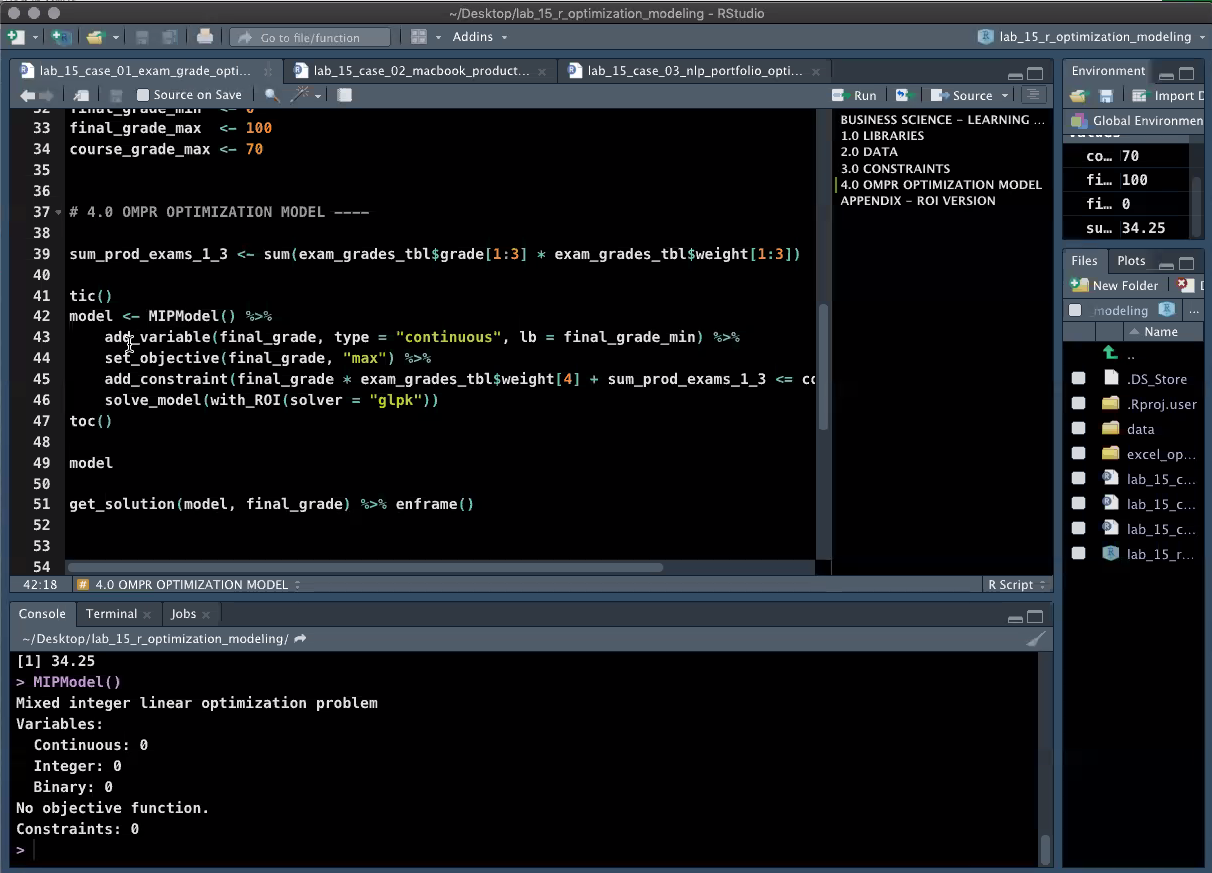 ~/Desktop/lab_15_r_optimization_modeling - RStudio
Go to file/function
Addins
lab_15_r_optimization_modeling
lab_15_case_01_exam_grade_opti...
lab_15_case_02_macbook_product...
lab_15_case_03_nlp_portfolio_opti...
Source on Save
Run
Source
32 final_grade_min <- 0
33 final_grade_max <- 100
34 course_grade_max <- 70
35
36
37 # 4.0 OMPR OPTIMIZATION MODEL ----
38
39 sum_prod_exams_1_3 <- sum(exam_grades_tbl$grade[1:3] * exam_grades_tbl$weight[1:3])
40
41 tic()
42 model <- MIPModel() %>%
43 add_variable(final_grade, type = "continuous", lb = final_grade_min) %>%
44 set_objective(final_grade, "max") %>%
45 add_constraint(final_grade * exam_grades_tbl$weight[4] + sum_prod_exams_1_3 <= co
46 solve_model(with_ROI(solver = "glpk"))
47 toc()
48
49 model
50
51 get_solution(model, final_grade) %>% enframe()
52
53
54
42:18
# 4.0 OMPR OPTIMIZATION MODEL
R Script
BUSINESS SCIENCE - LEARNING ...
1.0 LIBRARIES
2.0 DATA
3.0 CONSTRAINTS
4.0 OMPR OPTIMIZATION MODEL
APPENDIX - ROI VERSION
Console
Terminal
Jobs
~/Desktop/lab_15_r_optimization_modeling/
[1] 34.25
> MIPModel()
Mixed integer linear optimization problem
Variables:
Continuous: 0
Integer: 0
Binary: 0
No objective function.
Constraints: 0
>
Environment
Import D
Global Environmen
Values
co... 70
fi... 100
fi... 0
su... 34.25
Files
Plots
New Folder
D
modeling
...
Name
..
.DS_Store
.Rproj.user
data
excel_op...
lab_15_c...
lab_15_c...
lab_15_c...
lab_15_r...